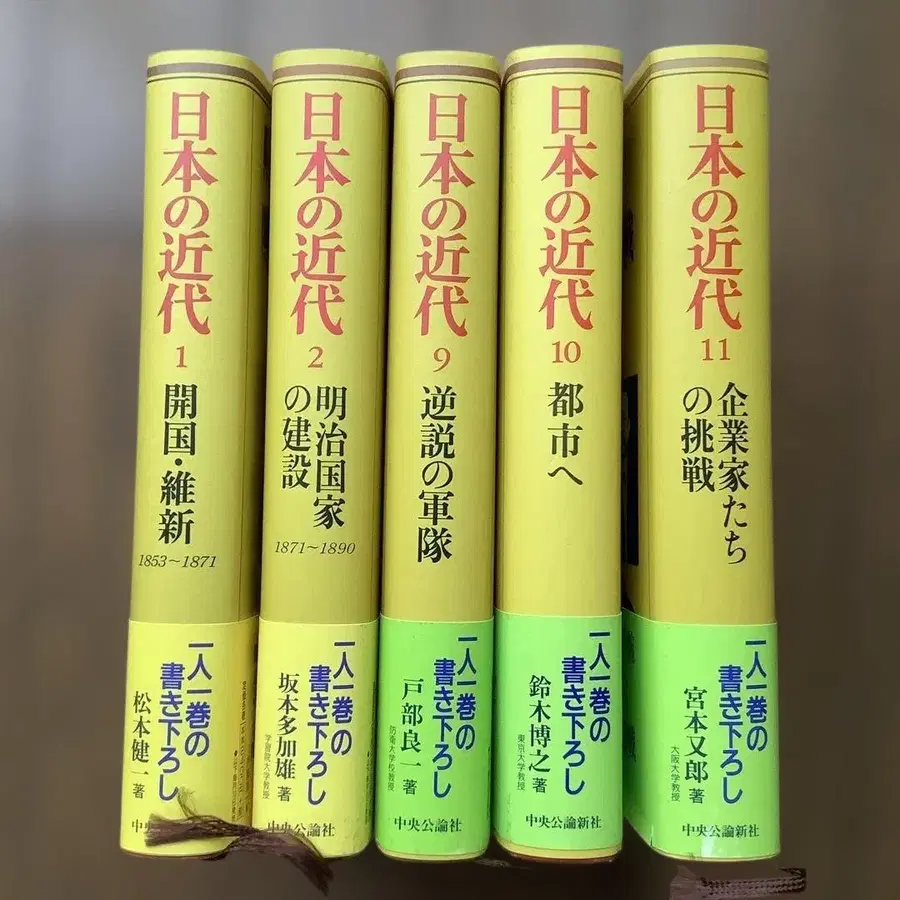 日本の近代
1
開国・維新
1853～1871
一人一巻の
書き下ろし
松本健一 著
中央公論社
日本の近代
2
明治国家
の建設
1871～1890
一人一巻の
書き下ろし
坂本多加雄 著
学習院大学教授
中央公論社
日本の近代
9
逆説の軍隊
一人一巻の
書き下ろし
戸部良一 著
防衛大学校教授
中央公論社
日本の近代
10
都市へ
一人一巻の
書き下ろし
鈴木博之 著
東京大学教授
中央公論新社
日本の近代
11
企業家たち
の挑戦
一人一巻の
書き下ろし
宮本又郎 著
大阪大学教授
中央公論新社